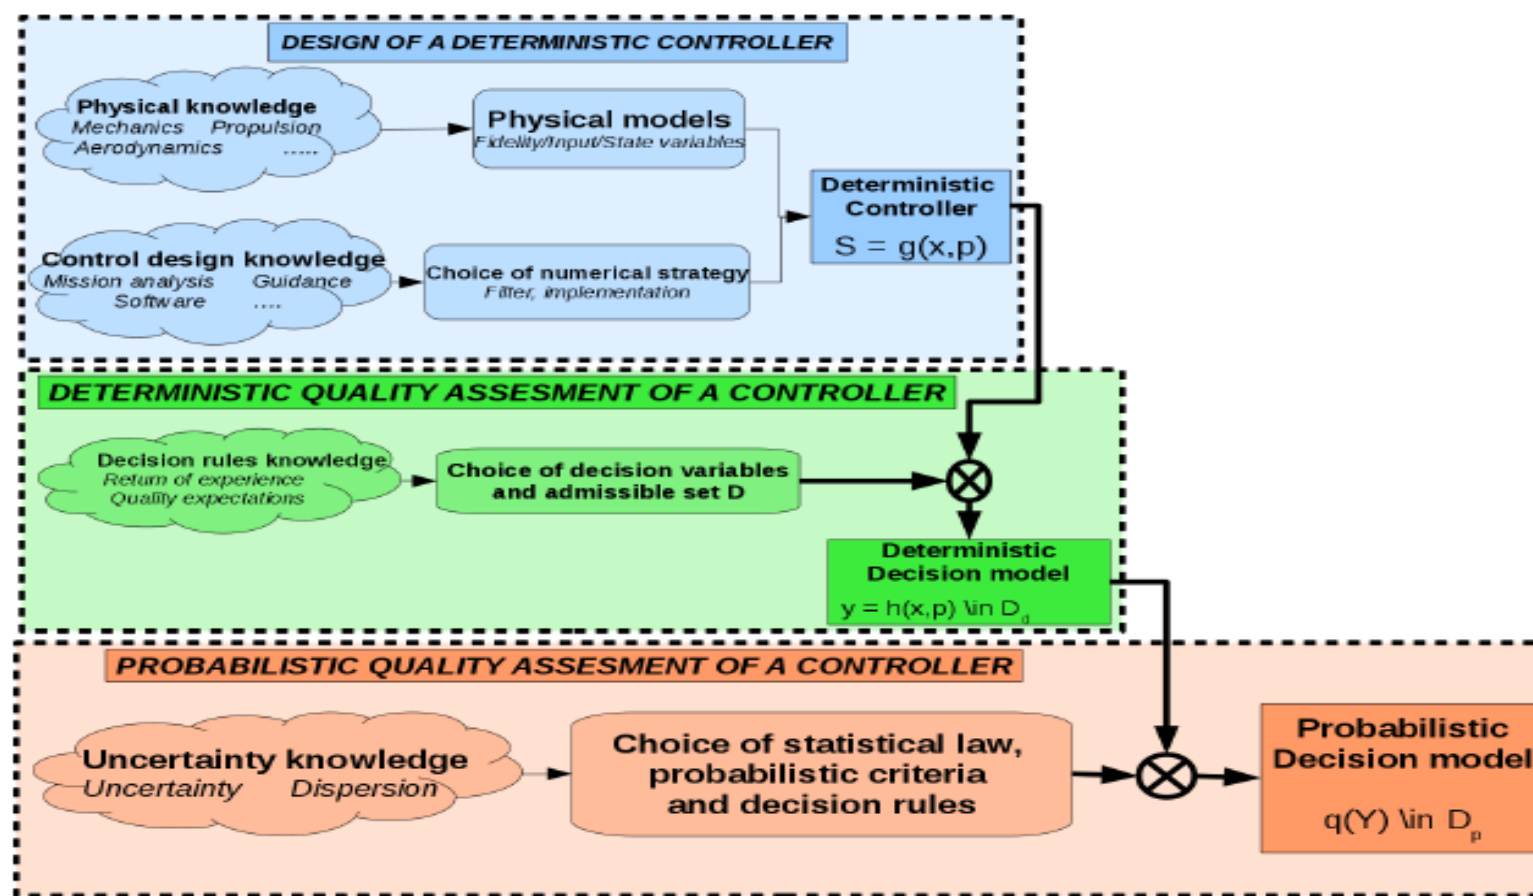 DESIGN OF A DETERMINISTIC CONTROLLER
Physical knowledge
Mechanics Propulsion
Aerodynamics .....
Physical models
Fidelity/Input/State variables
Deterministic
Controller
S = g(x,p)
Control design knowledge
Mission analysis Guidance
Software ....
Choice of numerical strategy
Filter, implementation
DETERMINISTIC QUALITY ASSESMENT OF A CONTROLLER
Decision rules knowledge
Return of experience
Quality expectations
Choice of decision variables
and admissible set D
Deterministic
Decision model
y = h(x,p) \in D_d
PROBABILISTIC QUALITY ASSESMENT OF A CONTROLLER
Uncertainty knowledge
Uncertainty Dispersion
Choice of statistical law,
probabilistic criteria
and decision rules
Probabilistic
Decision model
q(Y) \in D_p